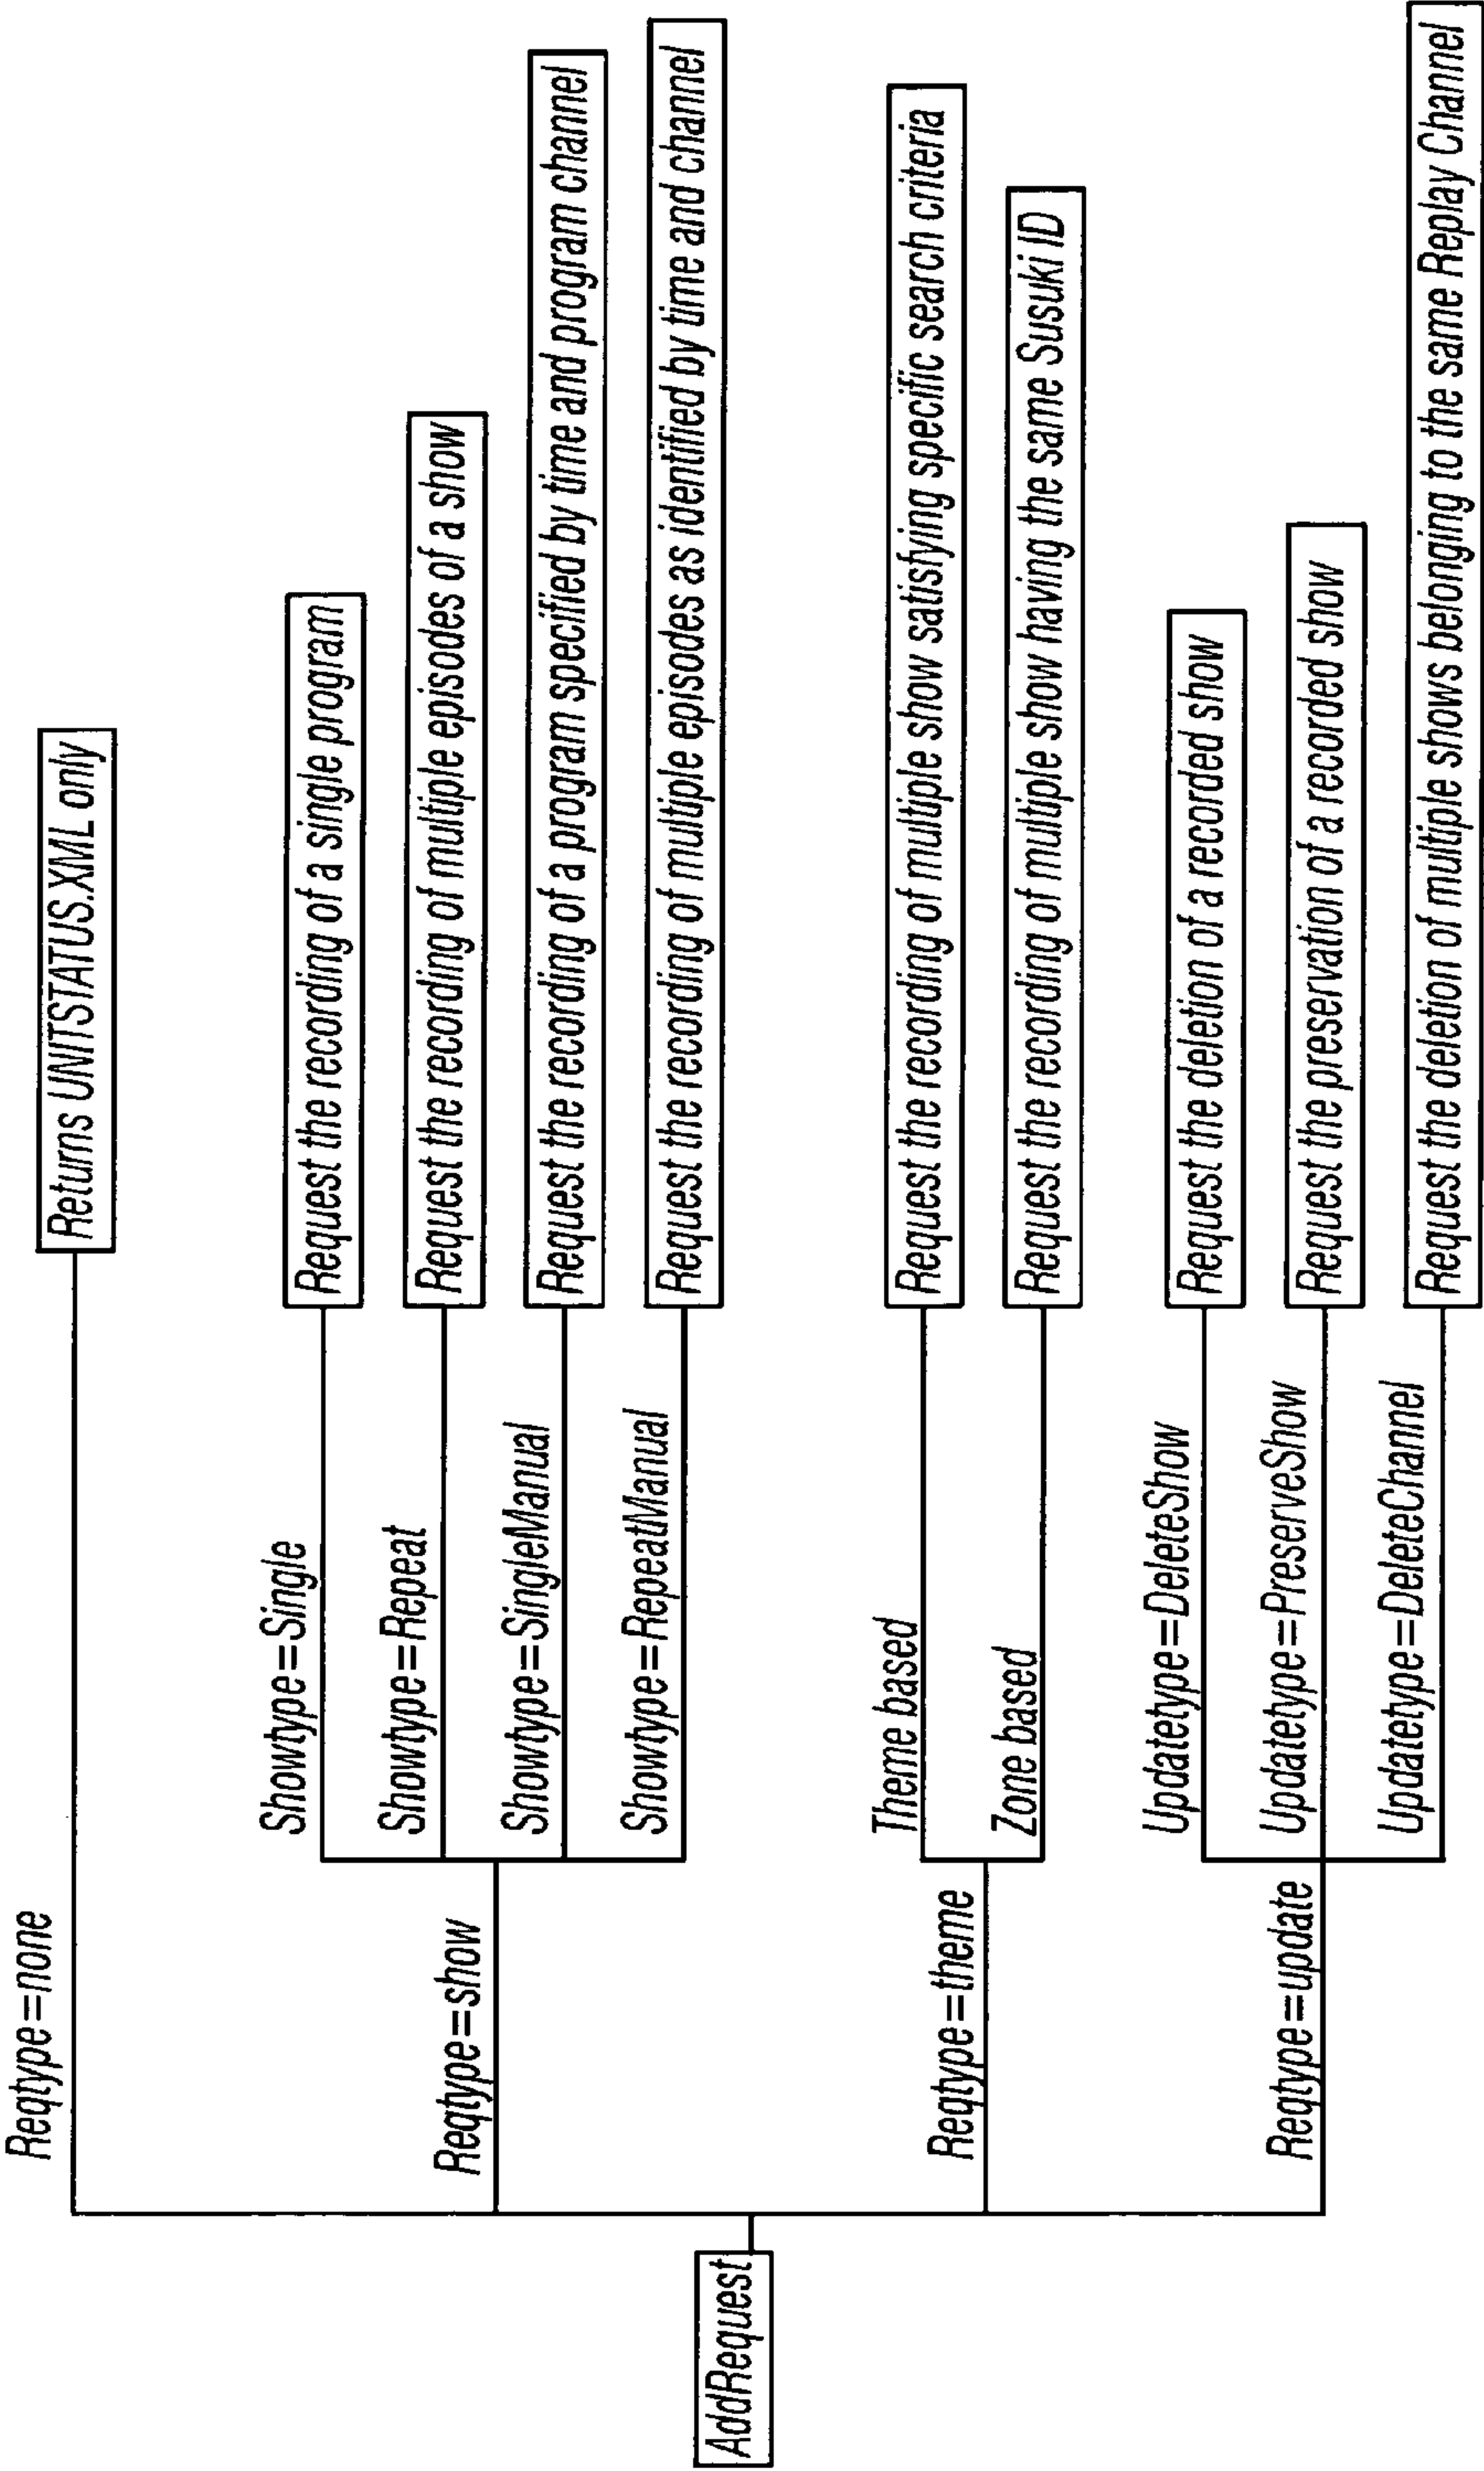 AddRequest
Reqtype=none
Returns UNITSTATUS.XML only
Reqtype=show
Showtype=Single
Request the recording of a single program
Showtype=Repeat
Request the recording of multiple episodes of a show
Showtype=SingleManual
Request the recording of a program specified by time and program channel
Showtype=RepeatManual
Request the recording of multiple episodes as identified by time and channel
Reqtype=theme
Theme based
Request the recording of multiple show satisfying specific search criteria
Zone based
Request the recording of multiple show having the same Susuki ID
Reqtype=update
Updatetype=DeleteShow
Request the deletion of a recorded show
Updatetype=PreserveShow
Request the preservation of a recorded show
Updatetype=DeleteChannel
Request the deletion of multiple shows belonging to the same Replay Channel